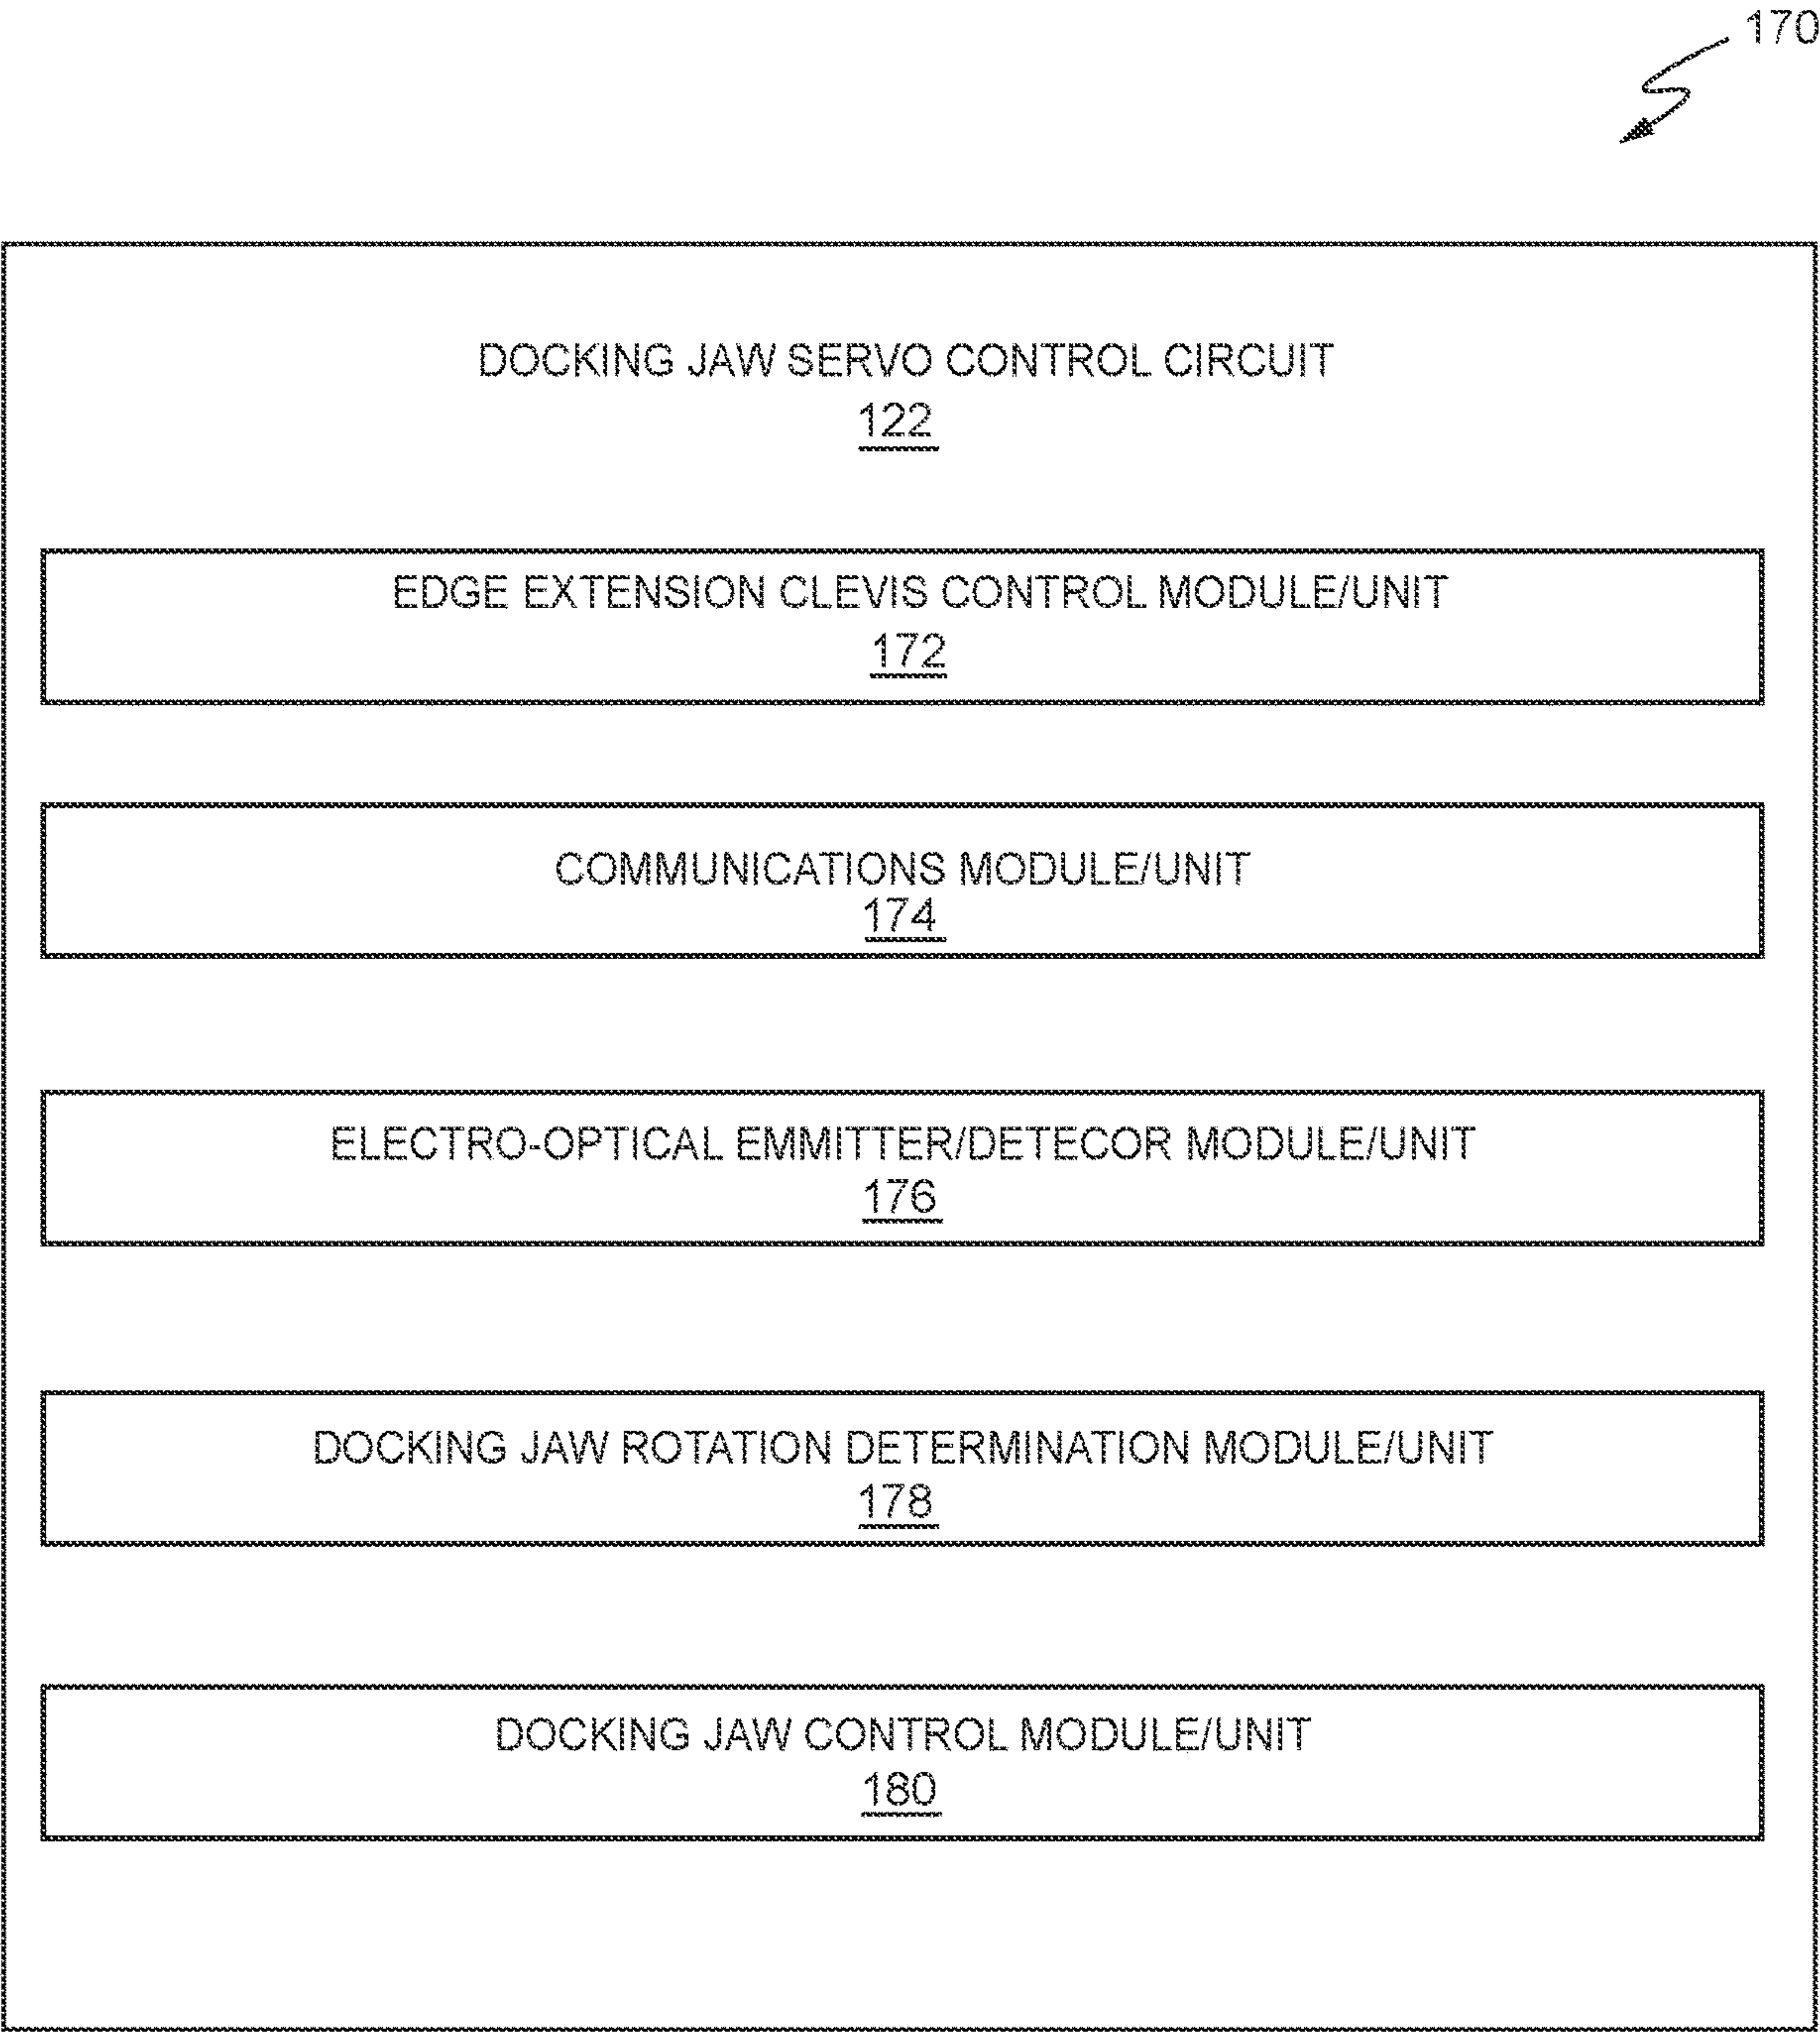 170
DOCKING JAW SERVO CONTROL CIRCUIT
122
EDGE EXTENSION CLEVIS CONTROL MODULE/UNIT
172
COMMUNICATIONS MODULE/UNIT
174
ELECTRO-OPTICAL EMMITTER/DETECOR MODULE/UNIT
176
DOCKING JAW ROTATION DETERMINATION MODULE/UNIT
178
DOCKING JAW CONTROL MODULE/UNIT
180